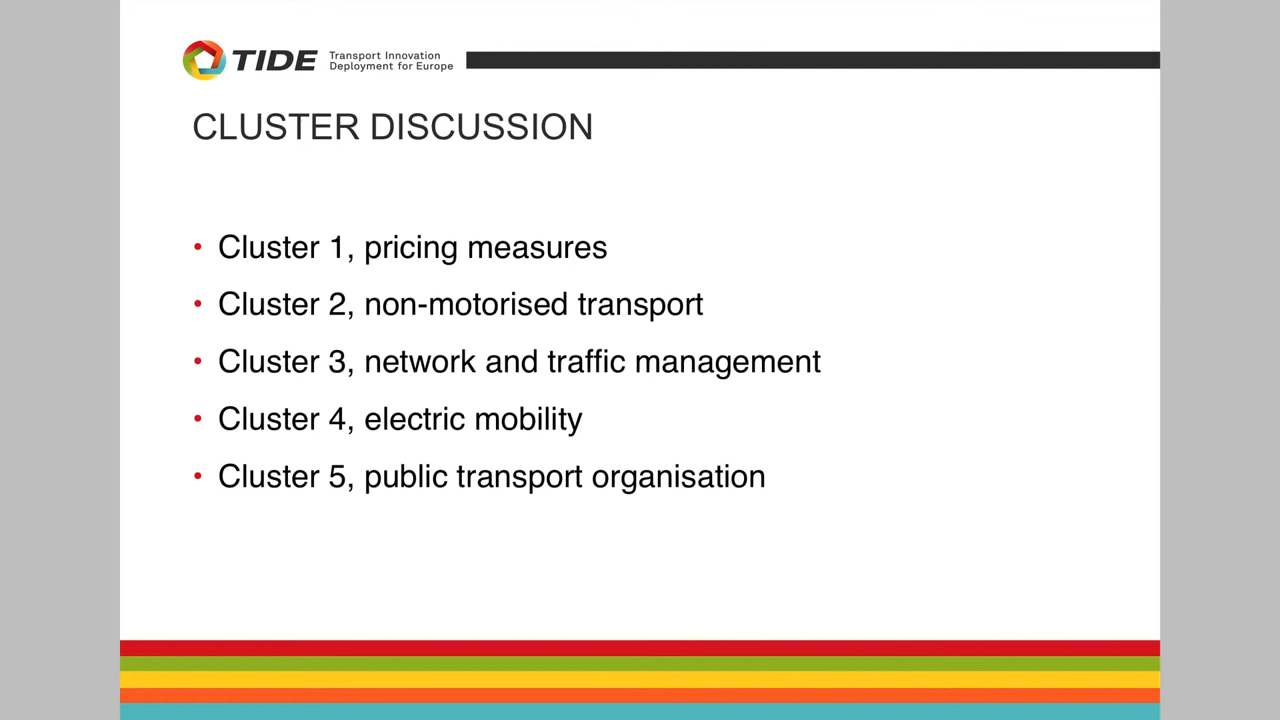 TIDE
Transport Innovation
Deployment for Europe
CLUSTER DISCUSSION
• Cluster 1, pricing measures
• Cluster 2, non-motorised transport
• Cluster 3, network and traffic management
• Cluster 4, electric mobility
• Cluster 5, public transport organisation